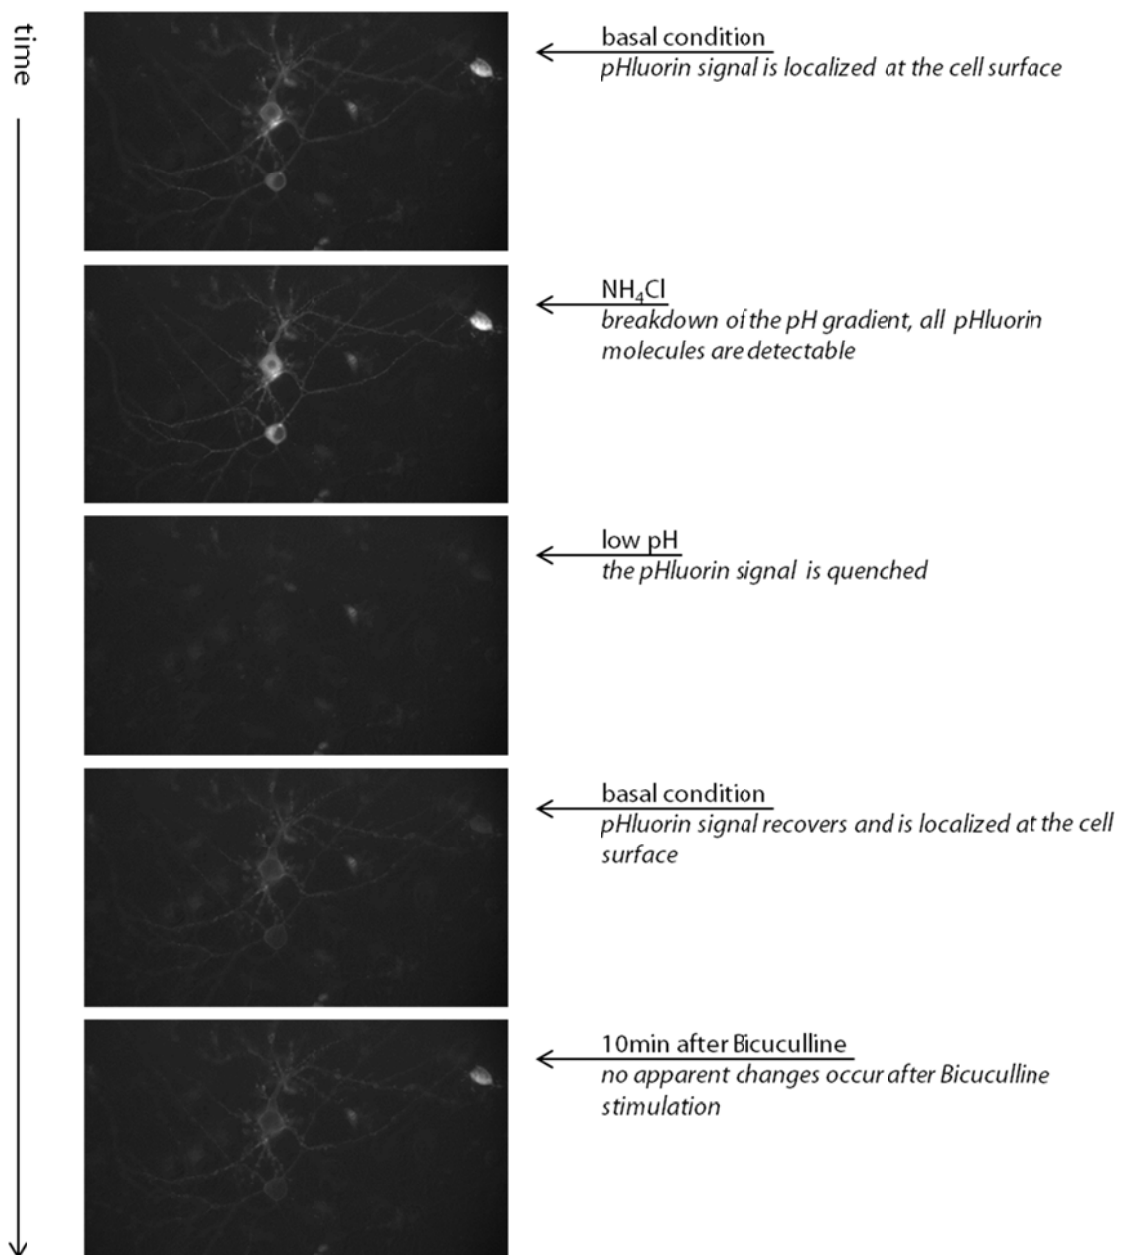 time
basal condition
pHluorin signal is localized at the cell surface
NH₄Cl
breakdown of the pH gradient, all pHluorin
molecules are detectable
low pH
the pHluorin signal is quenched
basal condition
pHluorin signal recovers and is localized at the cell
surface
10min after Bicuculline
no apparent changes occur after Bicuculline
stimulation